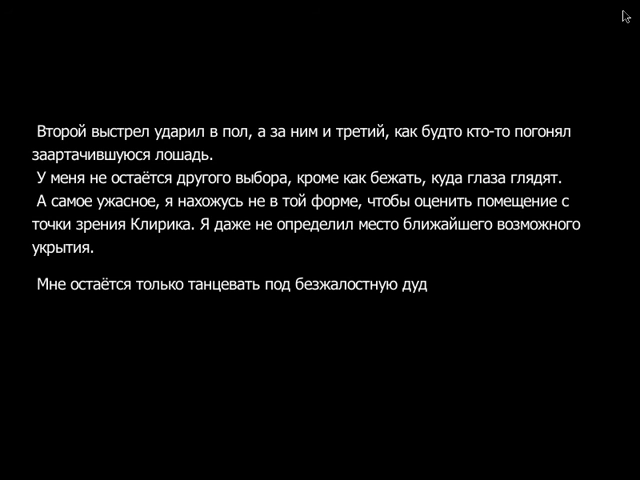 Второй выстрел ударил в пол, а за ним и третий, как будто кто-то погонял
заартачившуюся лошадь.
У меня не остаётся другого выбора, кроме как бежать, куда глаза глядят.
А самое ужасное, я нахожусь не в той форме, чтобы оценить помещение с
точки зрения Клирика. Я даже не определил место ближайшего возможного
укрытия.
Мне остаётся только танцевать под безжалостную дуд